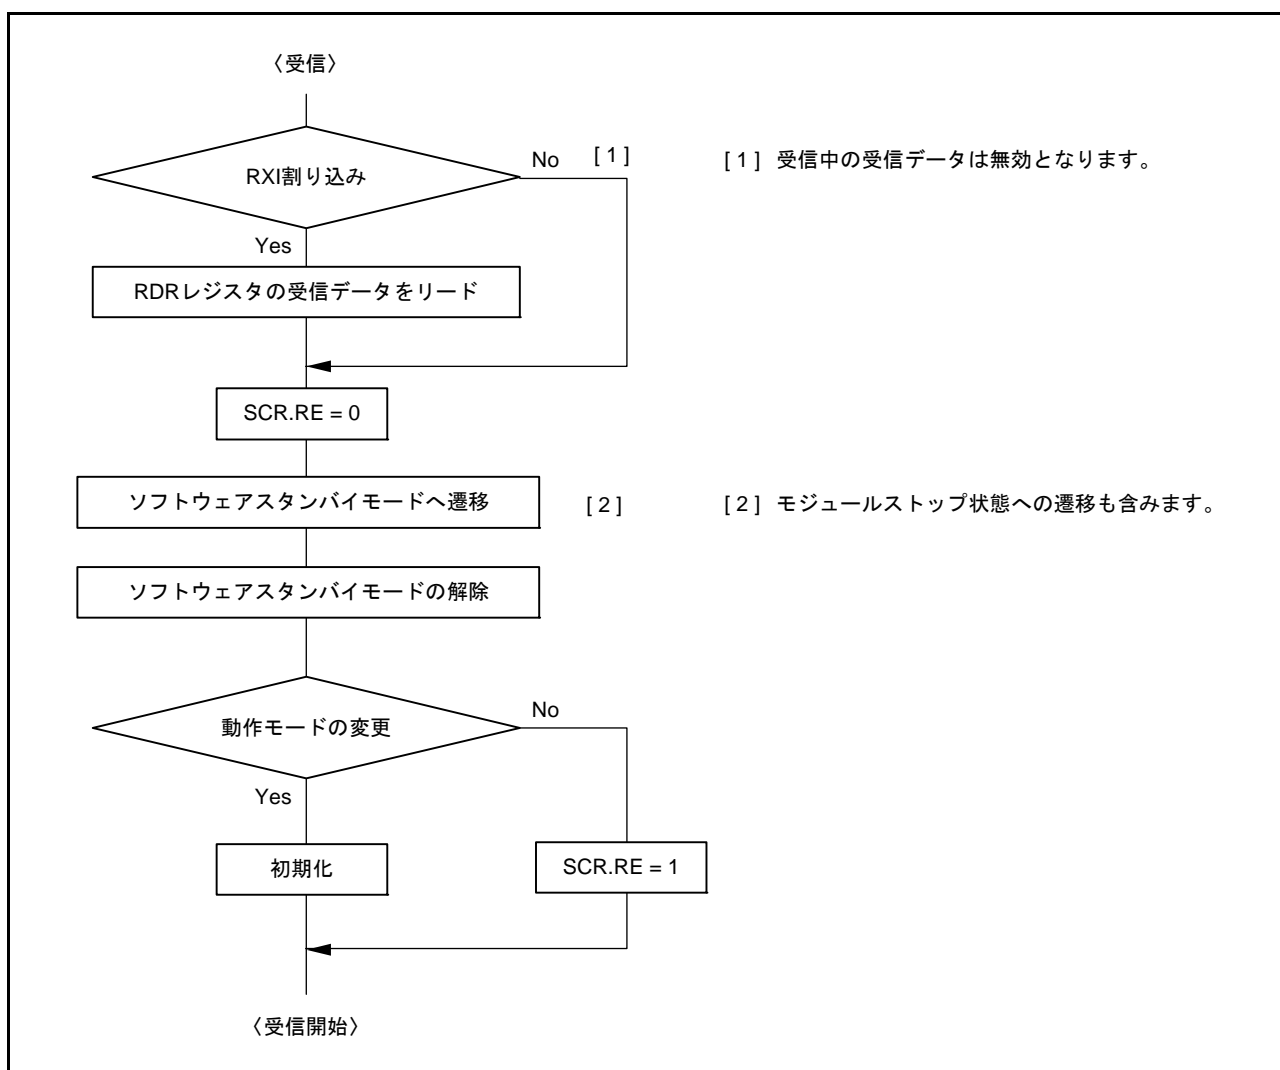 〈受信〉
RXI割り込み
No
[ 1 ]
[ 1 ] 受信中の受信データは無効となります。
Yes
RDRレジスタの受信データをリード
SCR.RE = 0
ソフトウェアスタンバイモードへ遷移
[ 2 ]
[ 2 ] モジュールストップ状態への遷移も含みます。
ソフトウェアスタンバイモードの解除
動作モードの変更
No
Yes
初期化
SCR.RE = 1
〈受信開始〉